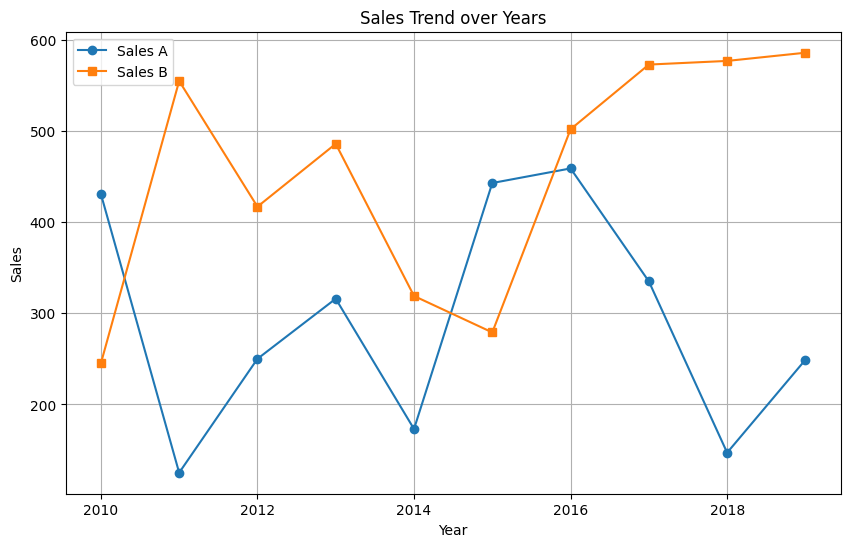 Sales Trend over Years
Sales A
Sales B
600
500
400
300
200
Sales
2010
2012
2014
2016
2018
Year